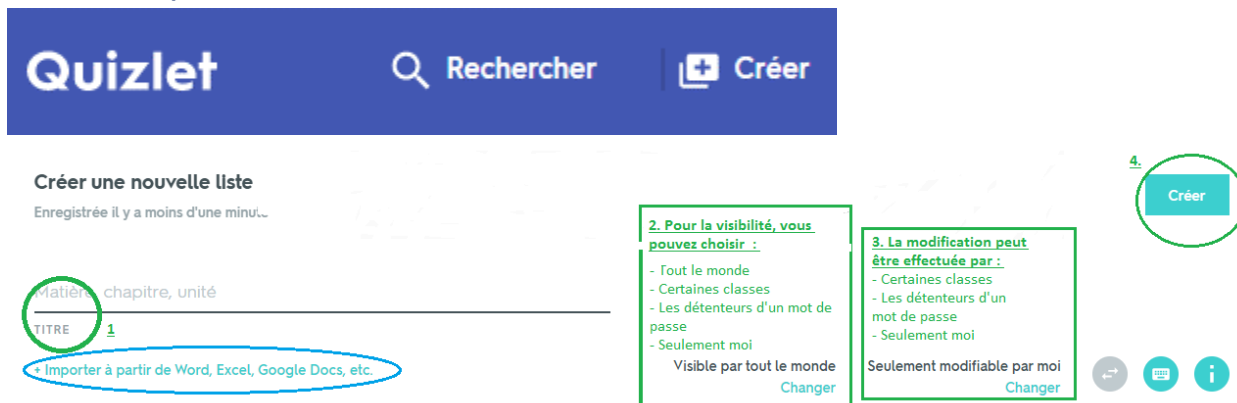 Quizlet
Rechercher
Créer
Créer une nouvelle liste
Enregistrée il y a moins d'une minute
Matière, chapitre, unité
TITRE
1
+ Importer à partir de Word, Excel, Google Docs, etc.
2. Pour la visibilité, vous
pouvez choisir :
- Tout le monde
- Certaines classes
- Les détenteurs d'un mot de
passe
- Seulement moi
Visible par tout le monde
Changer
3. La modification peut
être effectuée par :
- Certaines classes
- Les détenteurs d'un
mot de passe
- Seulement moi
Seulement modifiable par moi
Changer
4.
Créer